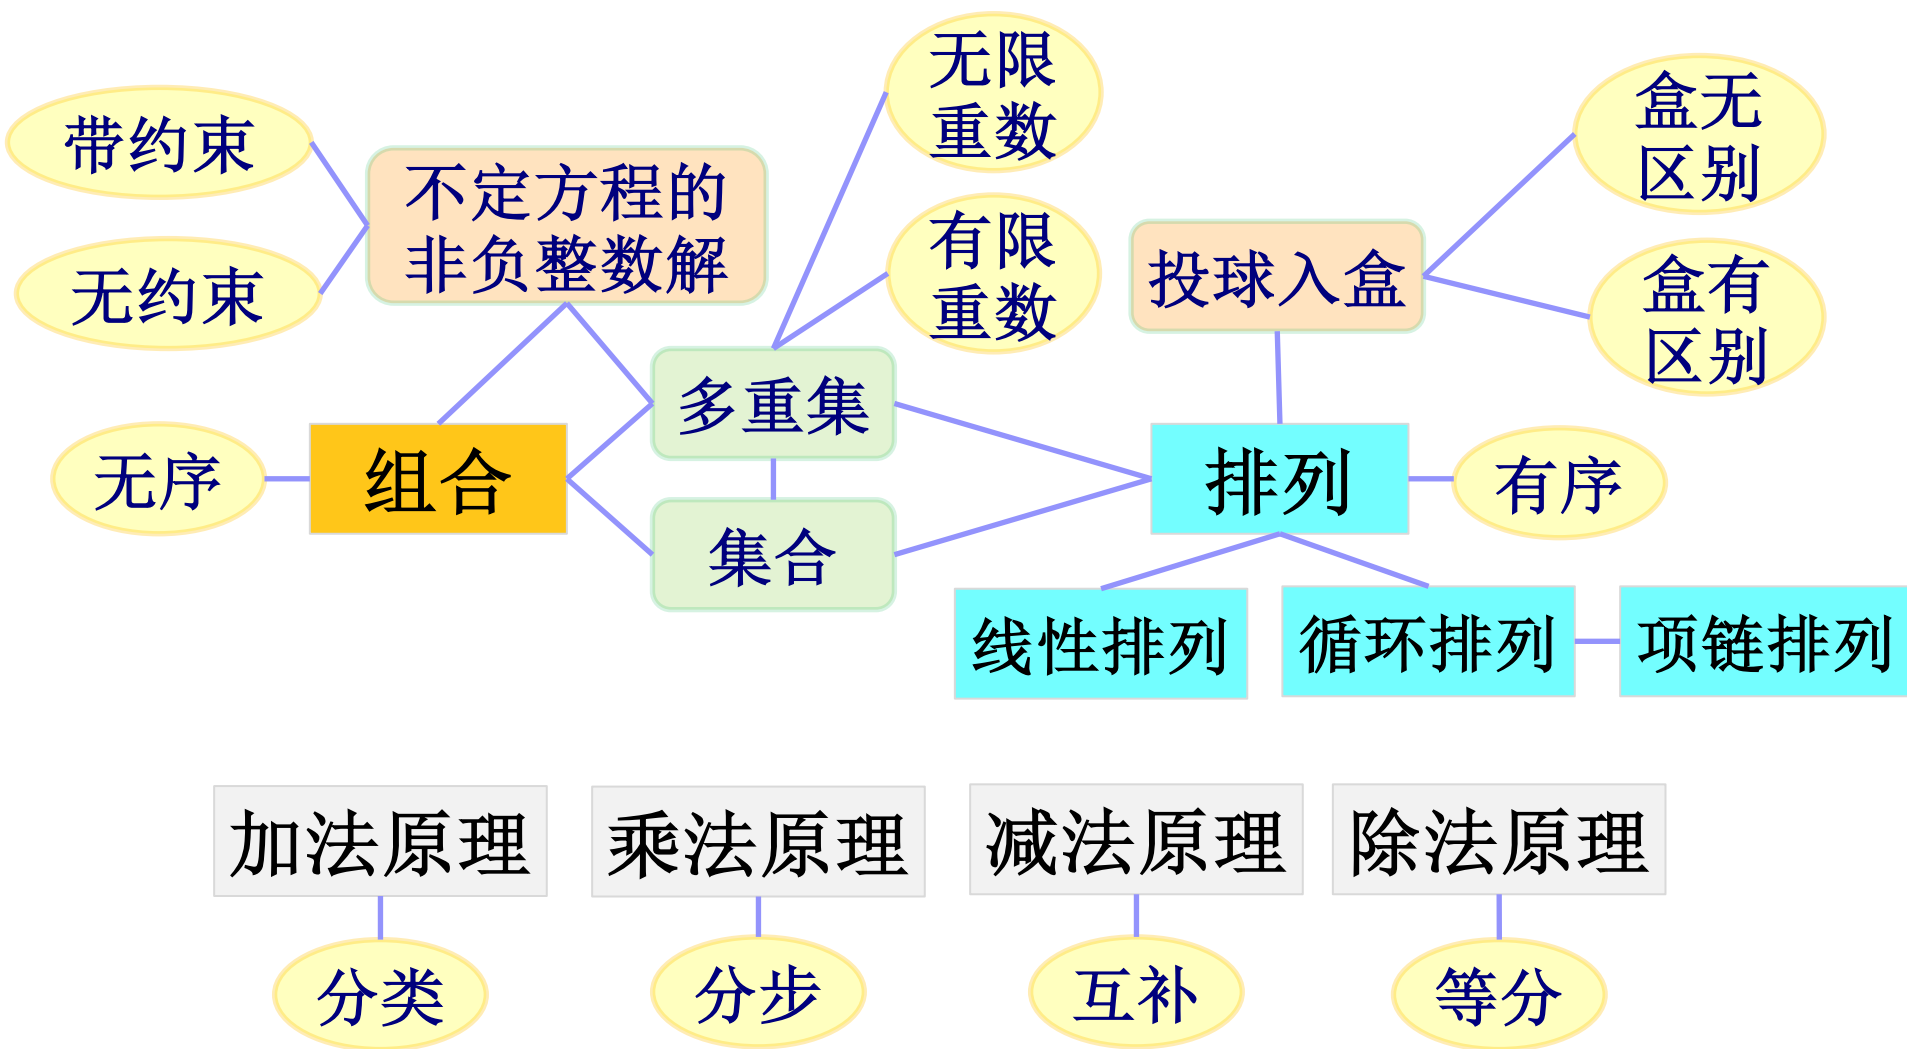 无限
重数
盒无
区别
带约束
不定方程的
非负整数解
有限
重数
投球入盒
盒有
区别
无约束
多重集
无序
组合
排列
有序
集合
线性排列
循环排列
项链排列
加法原理
乘法原理
减法原理
除法原理
分类
分步
互补
等分